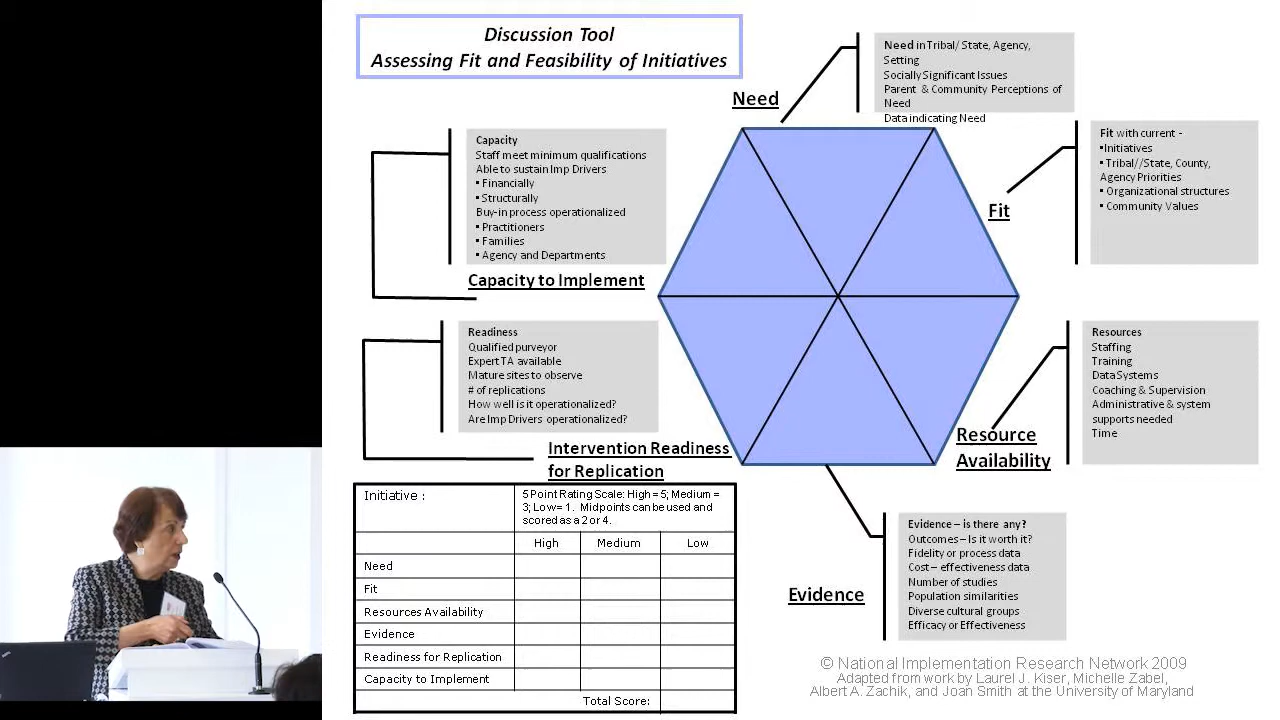 Discussion Tool
Assessing Fit and Feasibility of Initiatives
Need
Need in Tribal/ State, Agency,
Setting
Socially Significant Issues
Parent & Community Perceptions of
Need
Data indicating Need
Fit
Fit with current -
▪Initiatives
▪ Tribal//State, County,
Agency Priorities
▪ Organizational structures
▪ Community Values
Capacity
Staff meet minimum qualifications
Able to sustain Imp Drivers
▪ Financially
▪ Structurally
Buy-in process operationalized
▪ Practitioners
▪ Families
▪ Agency and Departments
Capacity to Implement
Resources
Staffing
Training
Data Systems
Coaching & Supervision
Administrative & system
supports needed
Time
Resource
Availability
Readiness
Qualified purveyor
Expert TA available
Mature sites to observe
# of replications
How well is it operationalized?
Are Imp Drivers operationalized?
Intervention Readiness
for Replication
Evidence – is there any?
Outcomes – Is it worth it?
Fidelity or process data
Cost – effectiveness data
Number of studies
Population similarities
Diverse cultural groups
Efficacy or Effectiveness
Evidence
Initiative :
5 Point Rating Scale: High = 5; Medium =
3; Low= 1. Midpoints can be used and
scored as a 2 or 4.
High Medium Low
Need
Fit
Resources Availability
Evidence
Readiness for Replication
Capacity to Implement
Total Score:
© National Implementation Research Network 2009
Adapted from work by Laurel J. Kiser, Michelle Zabel,
Albert A. Zachik, and Joan Smith at the University of Maryland